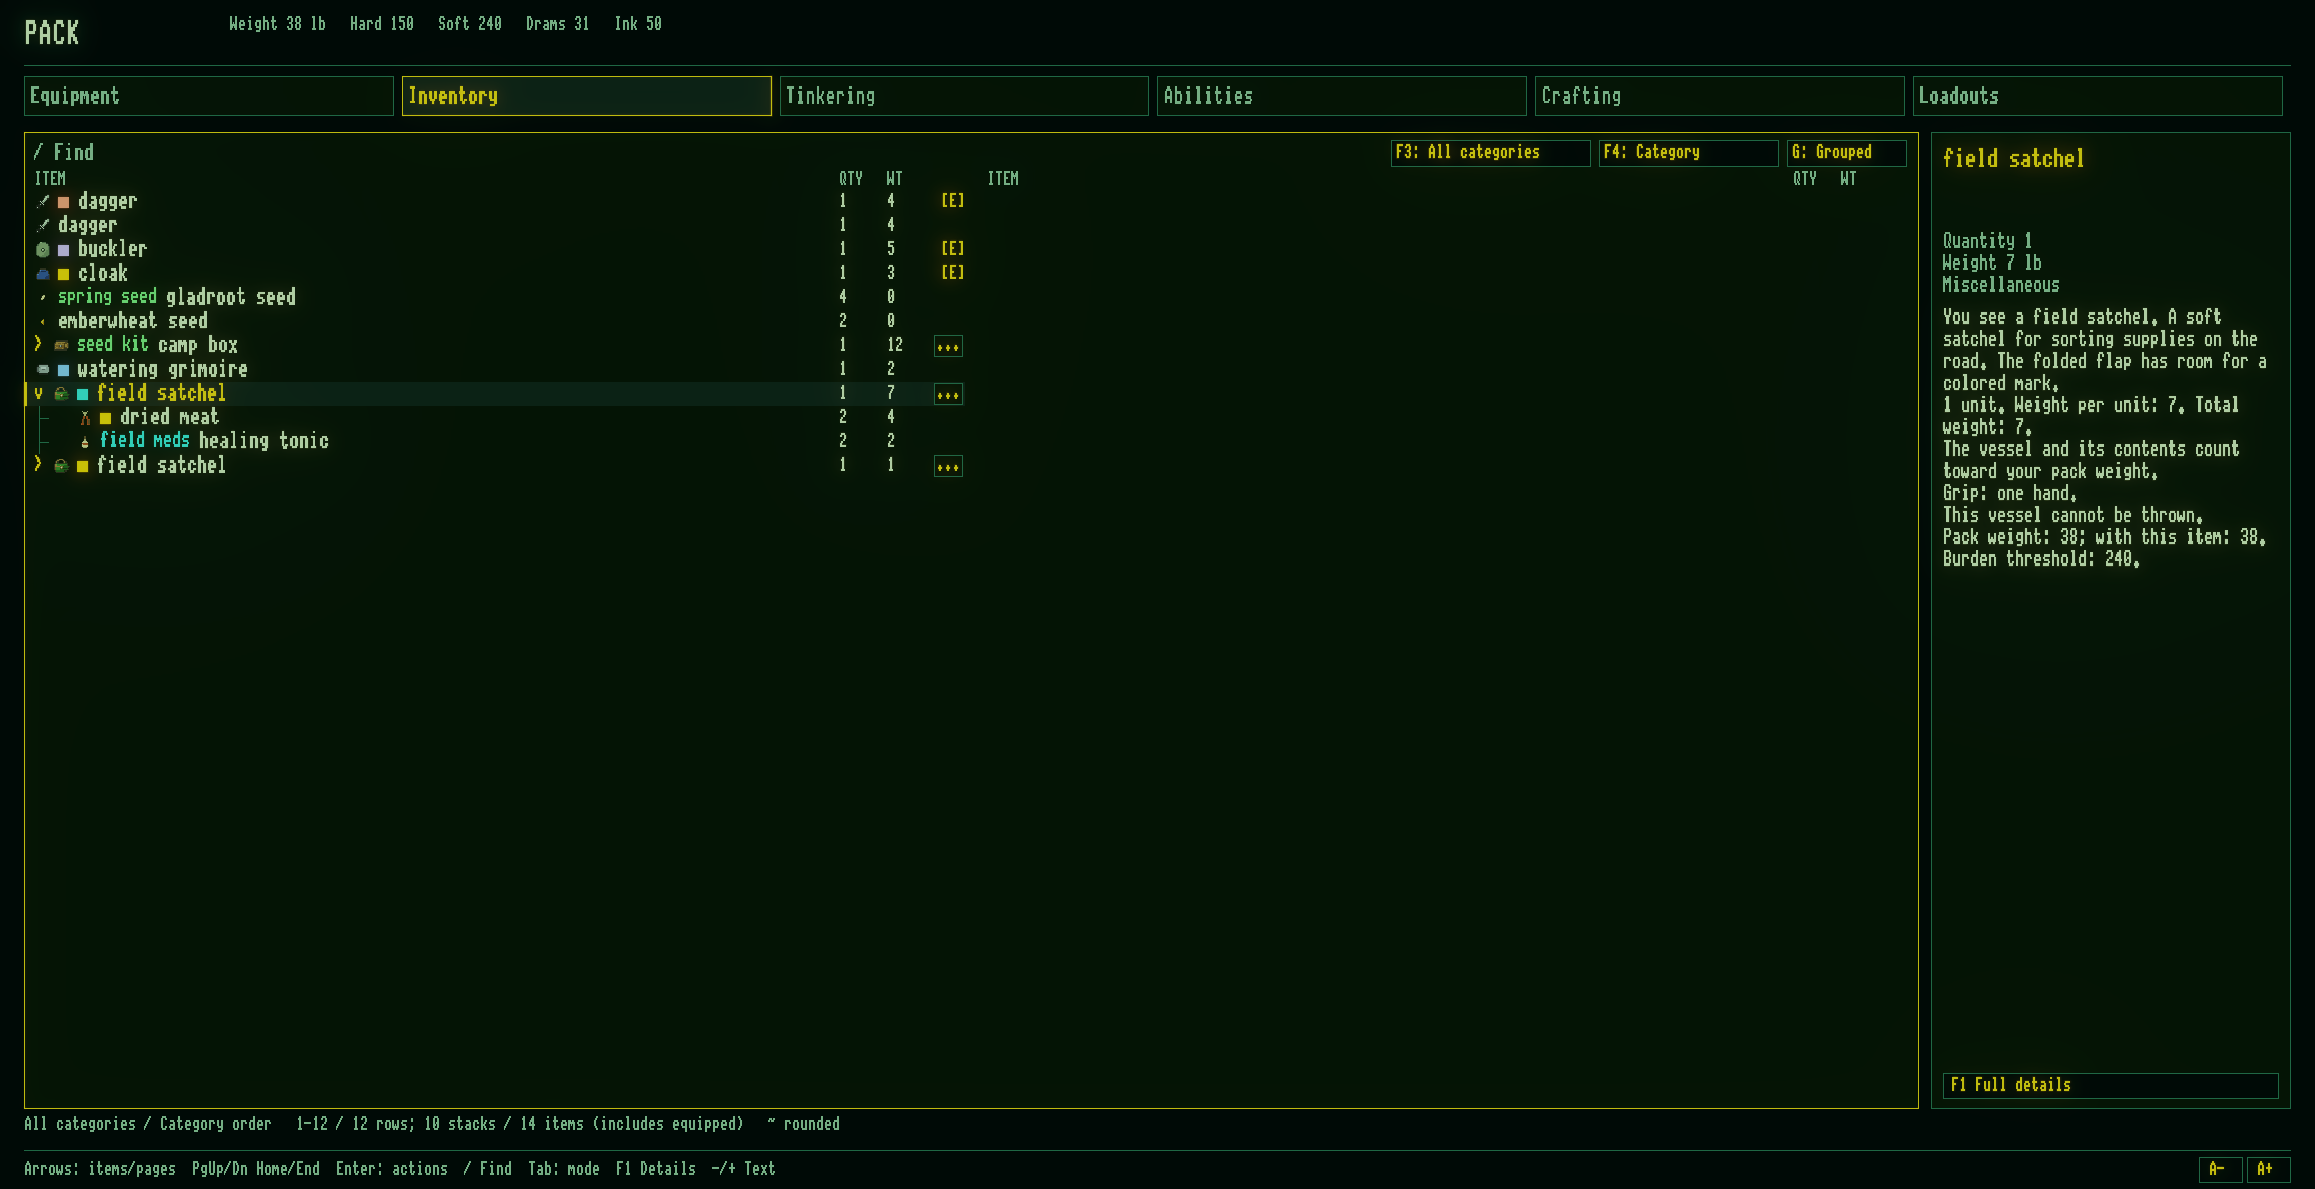 PACK Weight 38 lb Hard 150 Soft 240 Drams 31 Ink 50
Equipment Inventory Tinkering Abilities Crafting Loadouts
/ Find F3: All categories F4: Category G: Grouped
ITEM QTY WT ITEM QTY WT
dagger 1 4 [E]
dagger 1 4
buckler 1 5 [E]
cloak 1 3 [E]
spring seed gladroot seed 4 0
emberwheat seed 2 0
> seed kit camp box 1 12 ...
watering grimoire 1 2
v field satchel 1 7 ...
dried meat 2 4
field meds healing tonic 2 2
> field satchel 1 1 ...
field satchel
Quantity 1
Weight 7 lb
Miscellaneous
You see a field satchel. A soft
satchel for sorting supplies on the
road. The folded flap has room for a
colored mark.
1 unit. Weight per unit: 7. Total
weight: 7.
The vessel and its contents count
toward your pack weight.
Grip: one hand.
This vessel cannot be thrown.
Pack weight: 38; with this item: 38.
Burden threshold: 240.
F1 Full details
All categories / Category order 1-12 / 12 rows; 10 stacks / 14 items (includes equipped) ~ rounded
Arrows: items/pages PgUp/Dn Home/End Enter: actions / Find Tab: mode F1 Details -/+ Text A- A+